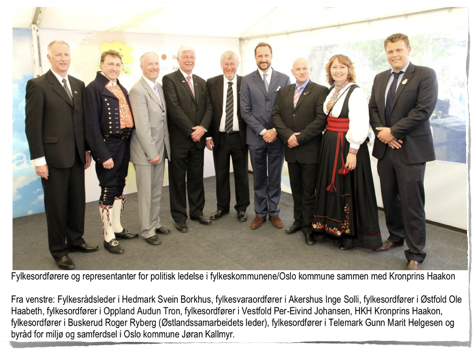 Fylkesordførere og representanter for politisk ledelse i fylkeskommunene/Oslo kommune sammen med Kronprins Haakon
Fra venstre: Fylkesrådsleder i Hedmark Svein Borkhus, fylkesvaraordfører i Akershus Inge Solli, fylkesordfører i Østfold Ole
Haabeth, fylkesordfører i Oppland Audun Tron, fylkesordfører i Vestfold Per-Eivind Johansen, HKH Kronprins Haakon,
fylkesordfører i Buskerud Roger Ryberg (Østlandssamarbeidets leder), fylkesordfører i Telemark Gunn Marit Helgesen og
byråd for miljø og samferdsel i Oslo kommune Jøran Kallmyr.